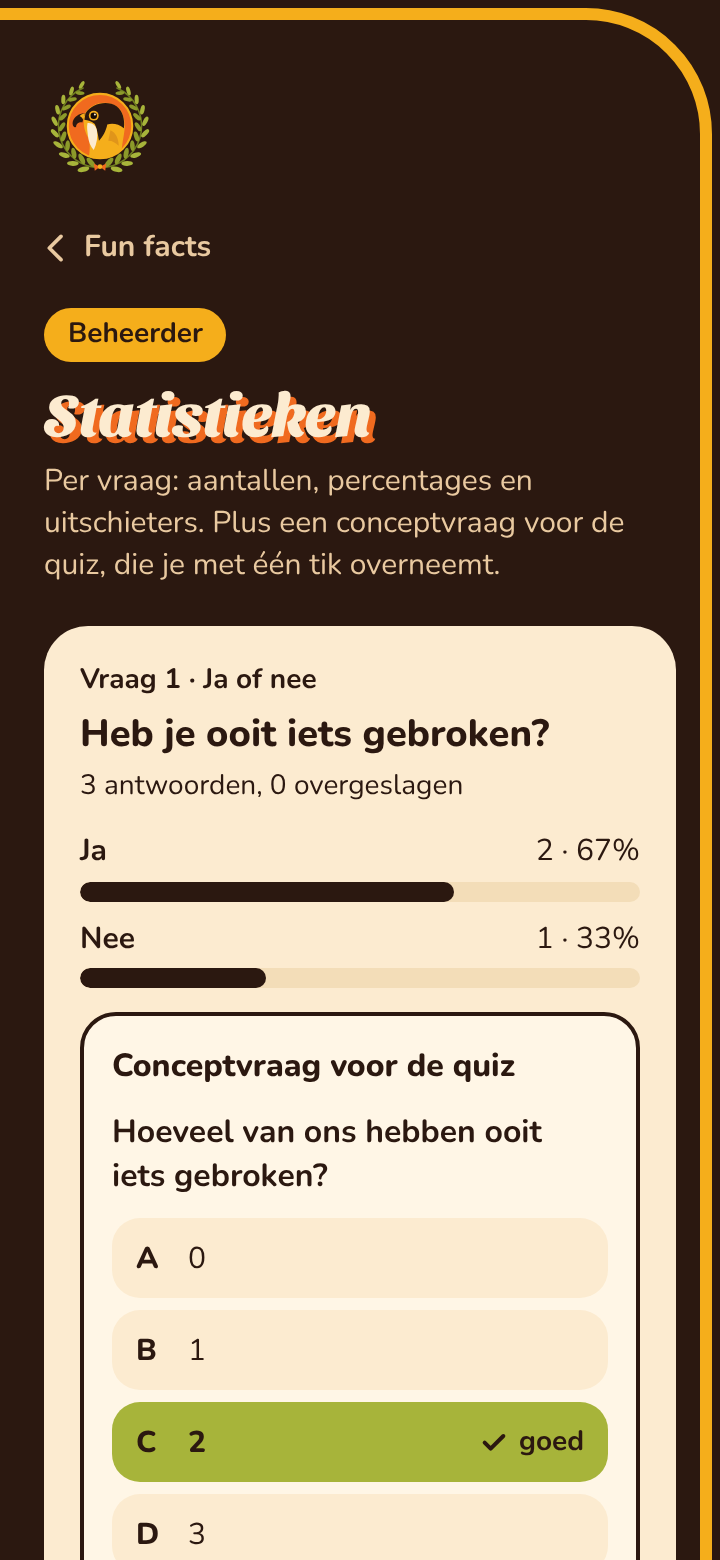 Fun facts
Beheerder
Statistieken
Per vraag: aantallen, percentages en
uitschieters. Plus een conceptvraag voor de
quiz, die je met één tik overneemt.
Vraag 1 · Ja of nee
Heb je ooit iets gebroken?
3 antwoorden, 0 overgeslagen
Ja 2 · 67%
Nee 1 · 33%
Conceptvraag voor de quiz
Hoeveel van ons hebben ooit
iets gebroken?
A 0
B 1
C 2 goed
D 3